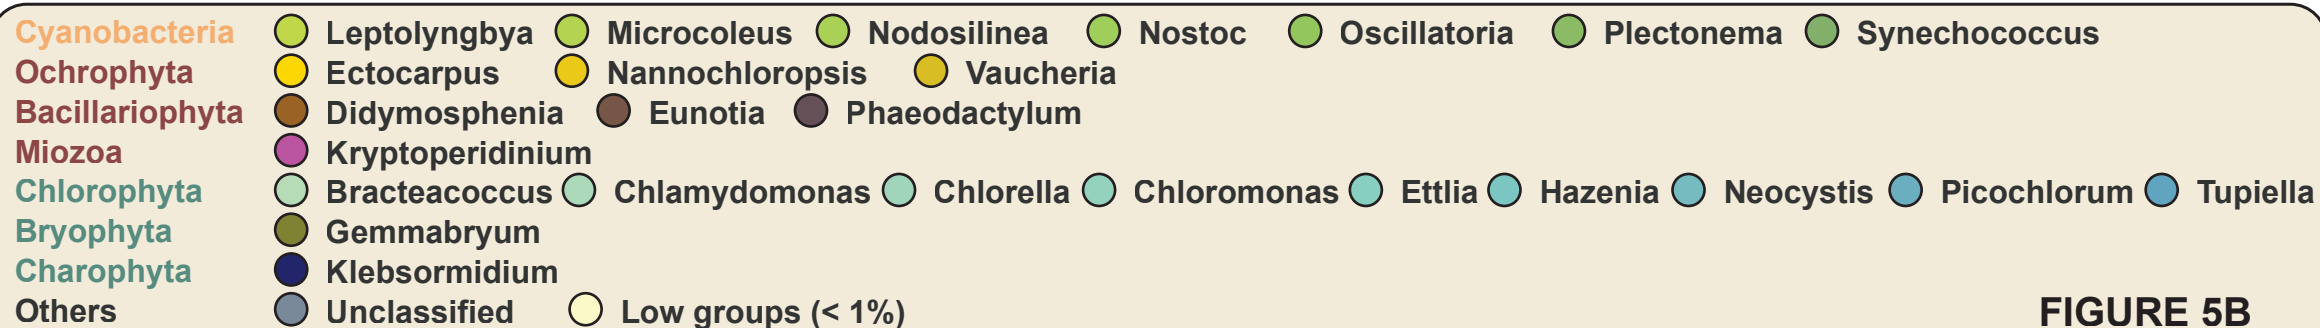 Cyanobacteria Leptolyngbya Microcoleus Nodosilinea Nostoc Oscillatoria Plectonema Synechococcus
Ochrophyta Ectocarpus Nannochloropsis Vaucheria
Bacillariophyta Didymosphenia Eunotia Phaeodactylum
Miozoa Kryptoperidinium
Chlorophyta Bracteacoccus Chlamydomonas Chlorella Chloromonas Ettlia Hazenia Neocystis Picochlorum Tupiella
Bryophyta Gemmabryum
Charophyta Klebsormidium
Others Unclassified Low groups (< 1%) FIGURE 5B